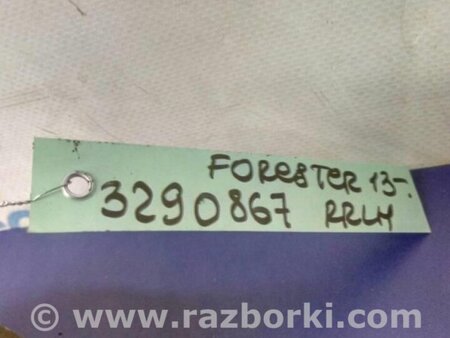 FORESTER 13-.
3290867 RRLH
© www.razborki.com